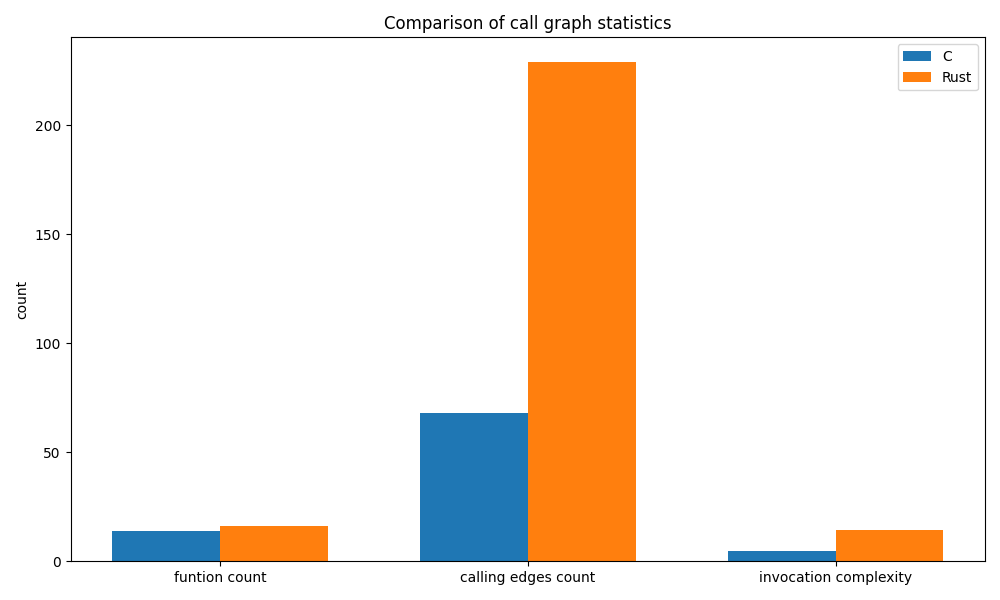 Comparison of call graph statistics
C
Rust
count
200
150
100
50
0
funtion count
calling edges count
invocation complexity